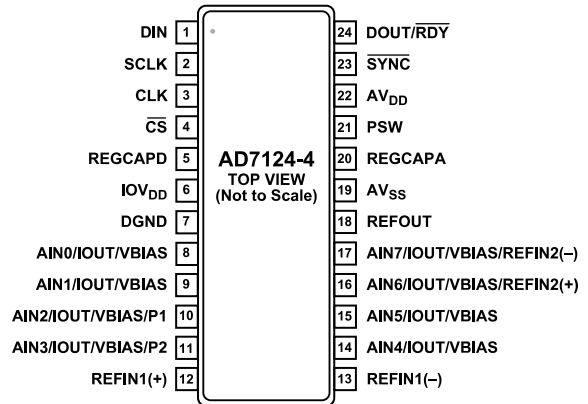 DIN 1
SCLK 2
CLK 3
CS 4
REGCAPD 5
IOVDD 6
DGND 7
AIN0/IOUT/VBIAS 8
AIN1/IOUT/VBIAS 9
AIN2/IOUT/VBIAS/P1 10
AIN3/IOUT/VBIAS/P2 11
REFIN1(+) 12
AD7124-4
TOP VIEW
(Not to Scale)
24 DOUT/RDY
23 SYNC
22 AVDD
21 PSW
20 REGCAPA
19 AVSS
18 REFOUT
17 AIN7/IOUT/VBIAS/REFIN2(–)
16 AIN6/IOUT/VBIAS/REFIN2(+)
15 AIN5/IOUT/VBIAS
14 AIN4/IOUT/VBIAS
13 REFIN1(–)